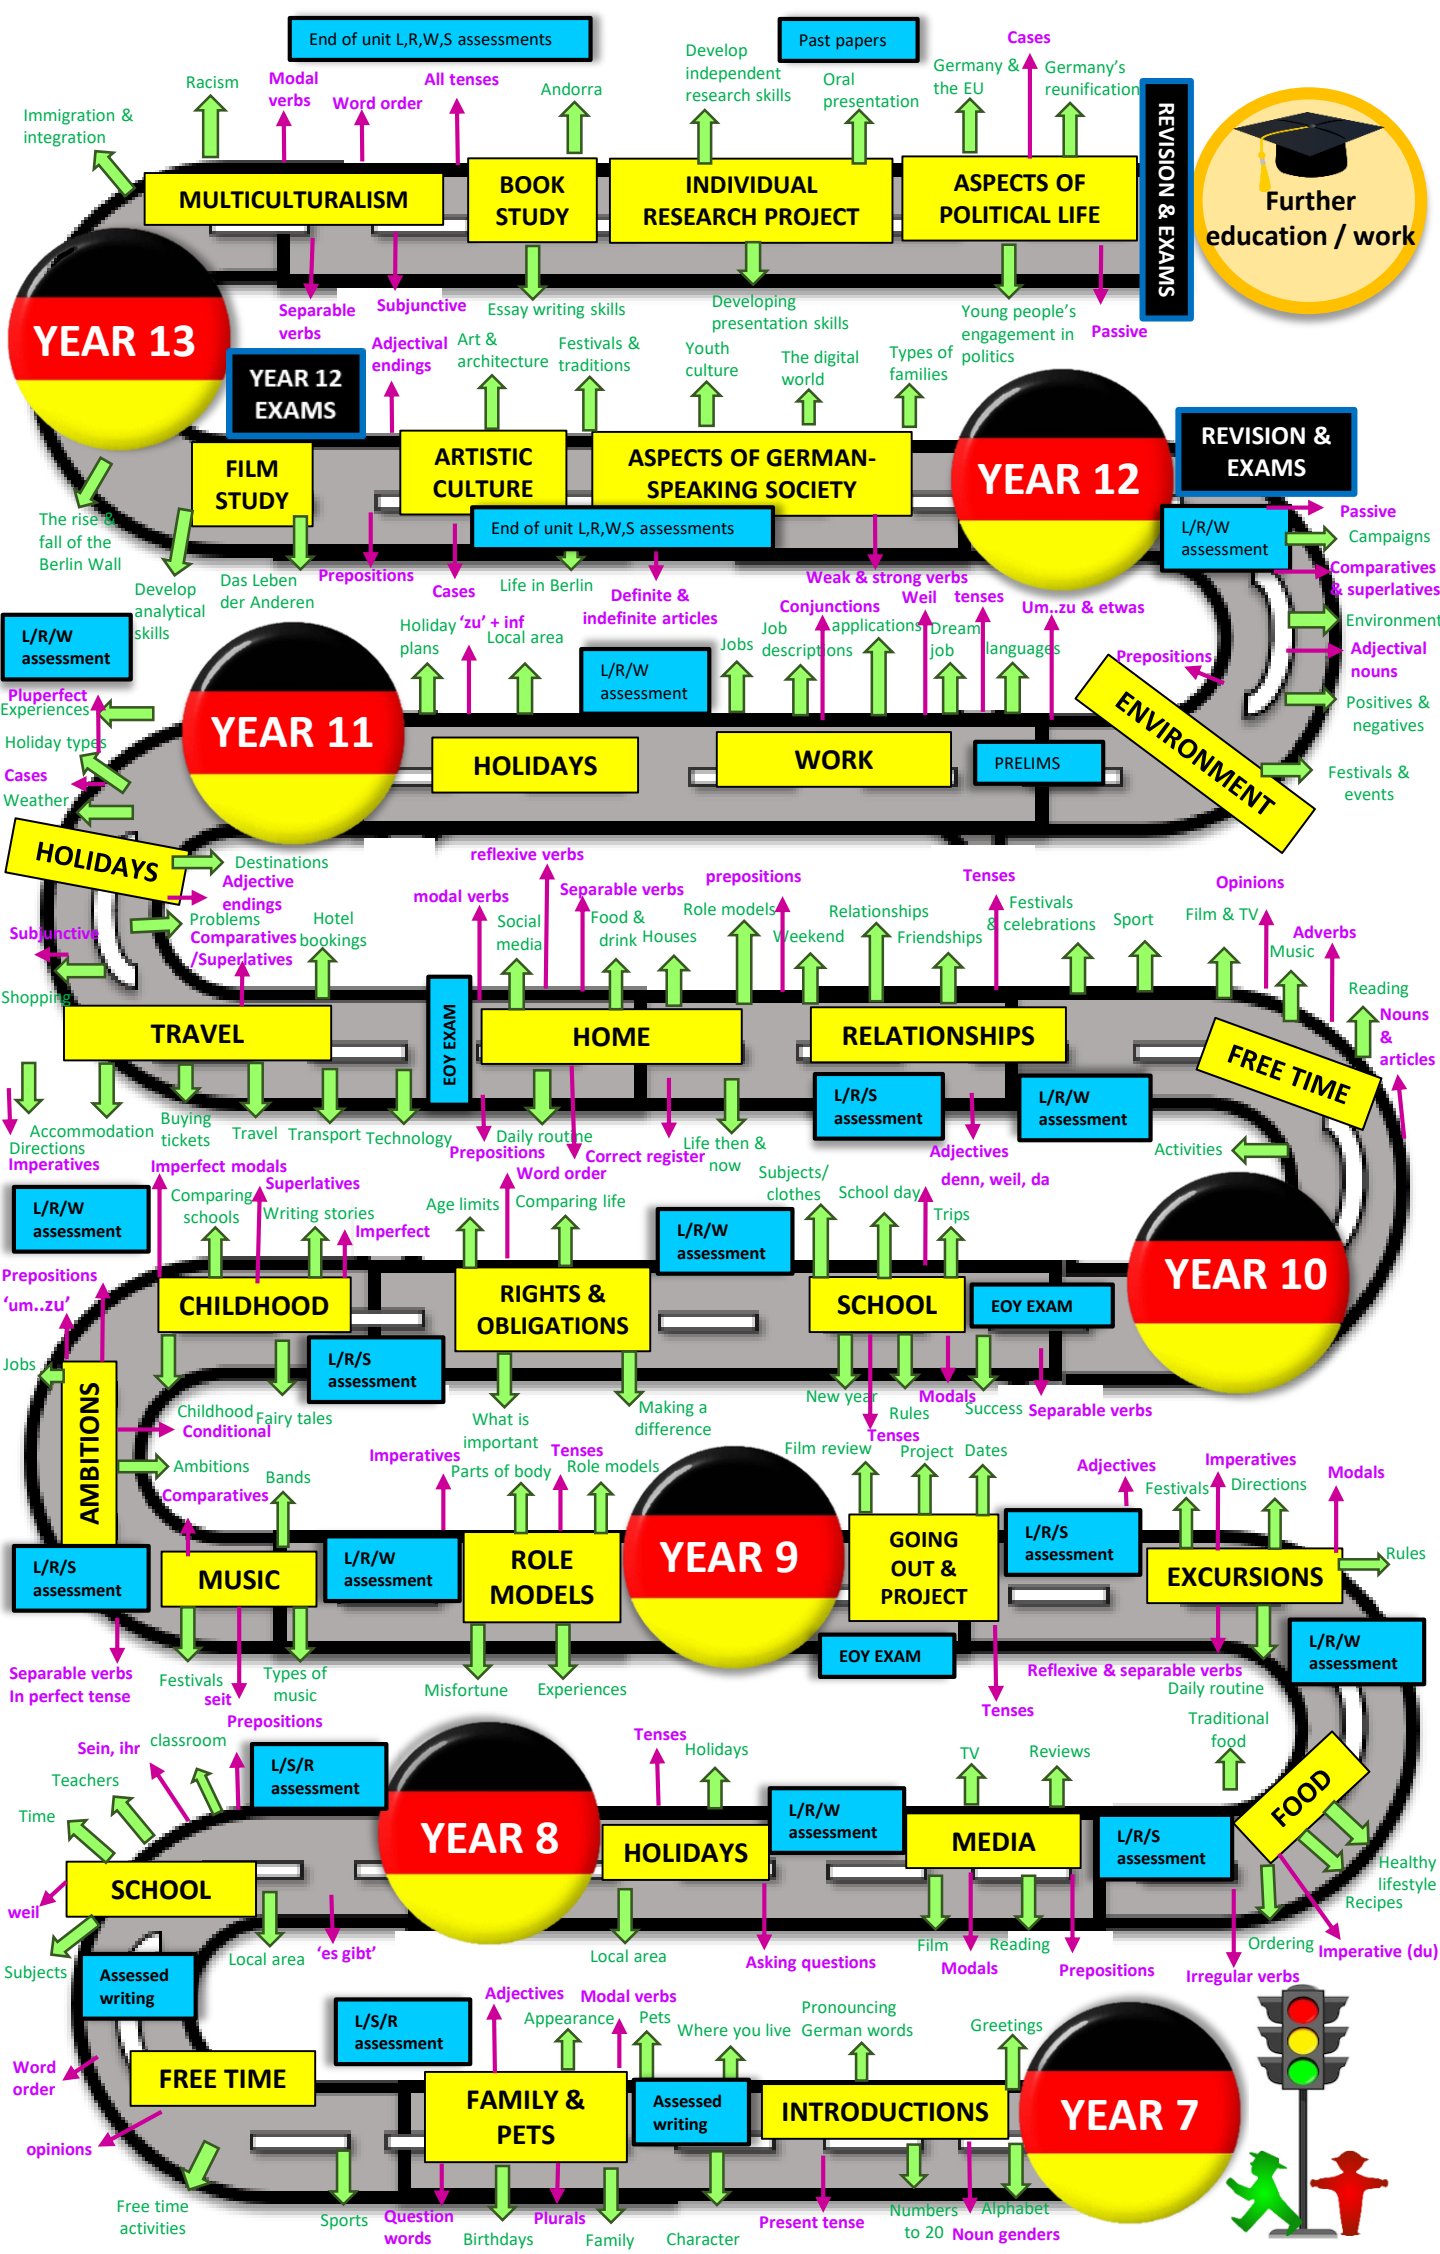 End of unit L,R,W,S assessments
Past papers
Cases
Develop
independent
research skills
Germany &
the EU
Germany's
reunification
Racism
Modal
verbs
All tenses
Word order
Andorra
Oral
presentation
Immigration &
integration
REVISION & EXAMS
MULTICULTURALISM
BOOK
STUDY
INDIVIDUAL
RESEARCH PROJECT
ASPECTS OF
POLITICAL LIFE
Further
education / work
Separable
verbs
Subjunctive
Essay writing skills
Developing
presentation skills
Young people's
engagement in
politics
Passive
YEAR 13
YEAR 12
EXAMS
Adjectival
endings
Art &
architecture
Festivals &
traditions
Youth
culture
The digital
world
Types of
families
FILM
STUDY
ARTISTIC
CULTURE
ASPECTS OF GERMAN-
SPEAKING SOCIETY
YEAR 12
REVISION &
EXAMS
End of unit L,R,W,S assessments
L/R/W
assessment
Passive
Campaigns
Comparatives
& superlatives
Environment
Adjectival
nouns
Positives &
negatives
Festivals &
events
The rise &
fall of the
Berlin Wall
Develop
analytical
skills
Das Leben
der Anderen
Prepositions
Cases
Life in Berlin
Definite &
indefinite articles
Weak & strong verbs
L/R/W
assessment
Holiday
plans
'zu' + inf
Local area
L/R/W
assessment
Jobs
Job
descriptions
Conjunctions
applications
Weil
Dream
job
tenses
languages
Um..zu & etwas
Prepositions
ENVIRONMENT
Pluperfect
Experiences
Holiday types
Cases
Weather
YEAR 11
HOLIDAYS
WORK
PRELIMS
HOLIDAYS
Destinations
Adjective
endings
Problems
Comparatives
/Superlatives
Hotel
bookings
Subjunctive
Shopping
modal verbs
reflexive verbs
Social
media
Separable verbs
Food &
drink
Houses
Role models
prepositions
Weekend
Relationships
Friendships
Tenses
Festivals
& celebrations
Sport
Film & TV
Opinions
Music
Adverbs
Reading
Nouns
&
articles
TRAVEL
EOY EXAM
HOME
RELATIONSHIPS
FREE TIME
L/R/S
assessment
L/R/W
assessment
Directions
Imperatives
Accommodation
Buying
tickets
Travel
Transport
Technology
Prepositions
Daily routine
Word order
Correct register
Life then &
now
Adjectives
Activities
L/R/W
assessment
Imperfect modals
Comparing
schools
Superlatives
Writing stories
Imperfect
Age limits
Comparing life
L/R/W
assessment
Subjects/
clothes
School day
denn, weil, da
Trips
Prepositions
'um..zu'
Jobs
CHILDHOOD
RIGHTS &
OBLIGATIONS
SCHOOL
EOY EXAM
YEAR 10
L/R/S
assessment
AMBITIONS
Childhood
Conditional
Fairy tales
Ambitions
What is
important
Making a
difference
New year
Tenses
Rules
Modals
Success
Separable verbs
Comparatives
Bands
Imperatives
Parts of body
Tenses
Role models
Film review
Project
Dates
Adjectives
Festivals
Imperatives
Directions
Modals
L/R/S
assessment
MUSIC
L/R/W
assessment
ROLE
MODELS
YEAR 9
GOING
OUT &
PROJECT
L/R/S
assessment
EXCURSIONS
Rules
EOY EXAM
L/R/W
assessment
Separable verbs
In perfect tense
Festivals
seit
Types of
music
Prepositions
Misfortune
Experiences
Tenses
Reflexive & separable verbs
Daily routine
Sein, ihr
classroom
Teachers
Time
L/S/R
assessment
Tenses
Holidays
TV
Reviews
Traditional
food
YEAR 8
HOLIDAYS
L/R/W
assessment
MEDIA
L/R/S
assessment
FOOD
Healthy
lifestyle
Recipes
SCHOOL
weil
Subjects
Local area
'es gibt'
Local area
Asking questions
Film
Modals
Reading
Prepositions
Ordering
Irregular verbs
Imperative (du)
Assessed
writing
L/S/R
assessment
Adjectives
Appearance
Modal verbs
Pets
Where you live
Pronouncing
German words
Greetings
Word
order
FREE TIME
FAMILY &
PETS
Assessed
writing
INTRODUCTIONS
YEAR 7
opinions
Free time
activities
Sports
Question
words
Birthdays
Plurals
Family
Character
Present tense
Numbers
to 20
Noun genders
Alphabet